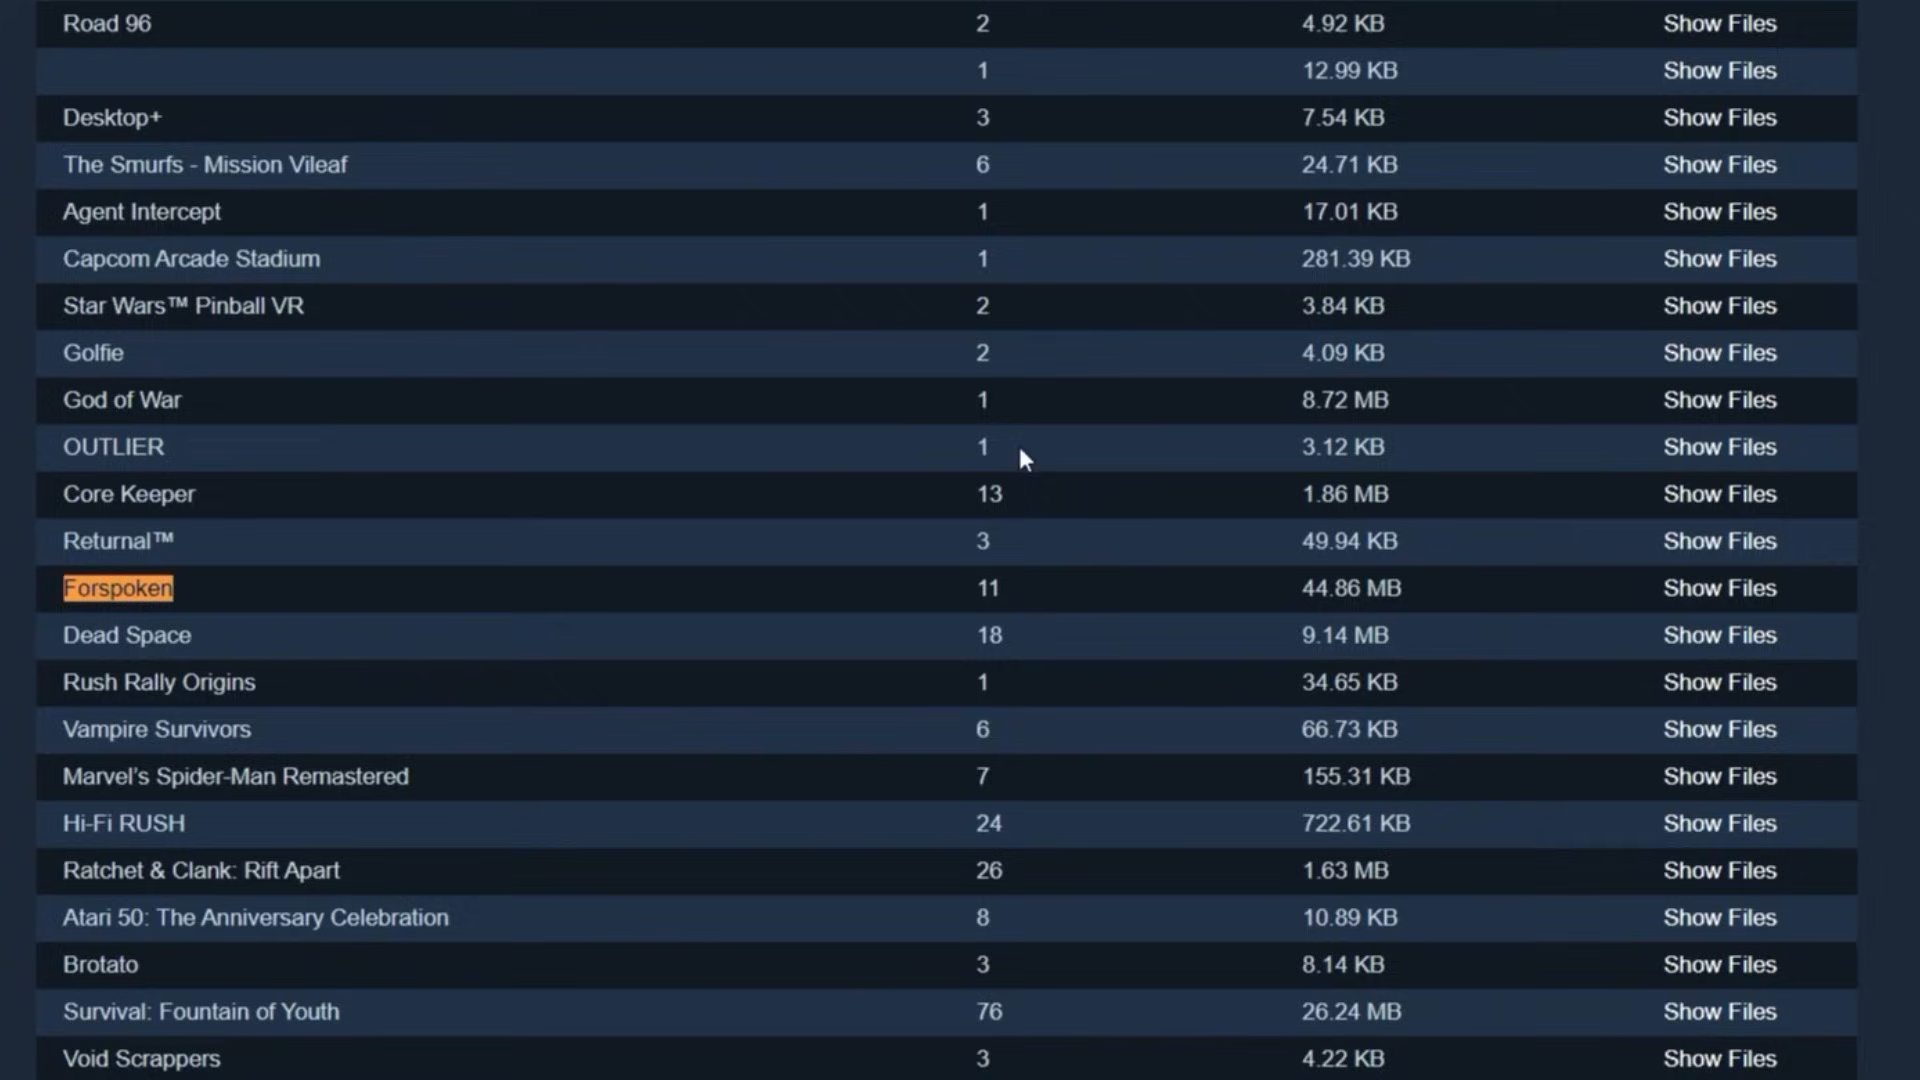 Road 96 2 4.92 KB Show Files
1 12.99 KB Show Files
Desktop+ 3 7.54 KB Show Files
The Smurfs - Mission Vileaf 6 24.71 KB Show Files
Agent Intercept 1 17.01 KB Show Files
Capcom Arcade Stadium 1 281.39 KB Show Files
Star Wars™ Pinball VR 2 3.84 KB Show Files
Golfie 2 4.09 KB Show Files
God of War 1 8.72 MB Show Files
OUTLIER 1 3.12 KB Show Files
Core Keeper 13 1.86 MB Show Files
Returnal™ 3 49.94 KB Show Files
Forspoken 11 44.86 MB Show Files
Dead Space 18 9.14 MB Show Files
Rush Rally Origins 1 34.65 KB Show Files
Vampire Survivors 6 66.73 KB Show Files
Marvel's Spider-Man Remastered 7 155.31 KB Show Files
Hi-Fi RUSH 24 722.61 KB Show Files
Ratchet & Clank: Rift Apart 26 1.63 MB Show Files
Atari 50: The Anniversary Celebration 8 10.89 KB Show Files
Brotato 3 8.14 KB Show Files
Survival: Fountain of Youth 76 26.24 MB Show Files
Void Scrappers 3 4.22 KB Show Files